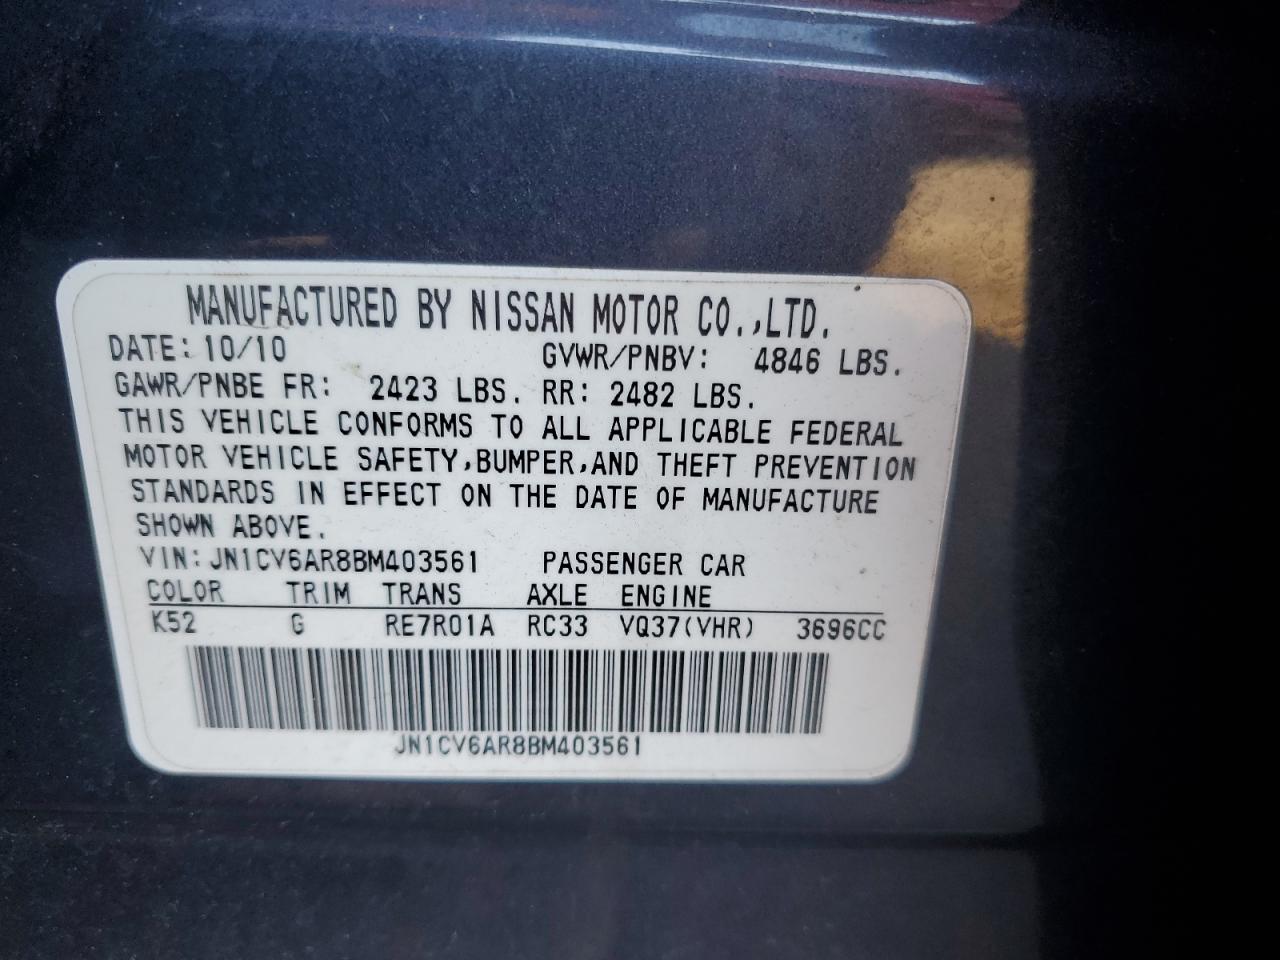 MANUFACTURED BY NISSAN MOTOR CO.,LTD.
DATE: 10/10 GVWR/PNBV: 4846 LBS.
GAWR/PNBE FR: 2423 LBS. RR: 2482 LBS.
THIS VEHICLE CONFORMS TO ALL APPLICABLE FEDERAL
MOTOR VEHICLE SAFETY,BUMPER,AND THEFT PREVENTION
STANDARDS IN EFFECT ON THE DATE OF MANUFACTURE
SHOWN ABOVE.
VIN: JN1CV6AR8BM403561 PASSENGER CAR
COLOR TRIM TRANS AXLE ENGINE
K52 G RE7R01A RC33 VQ37(VHR) 3696CC
JN1CV6AR8BM403561